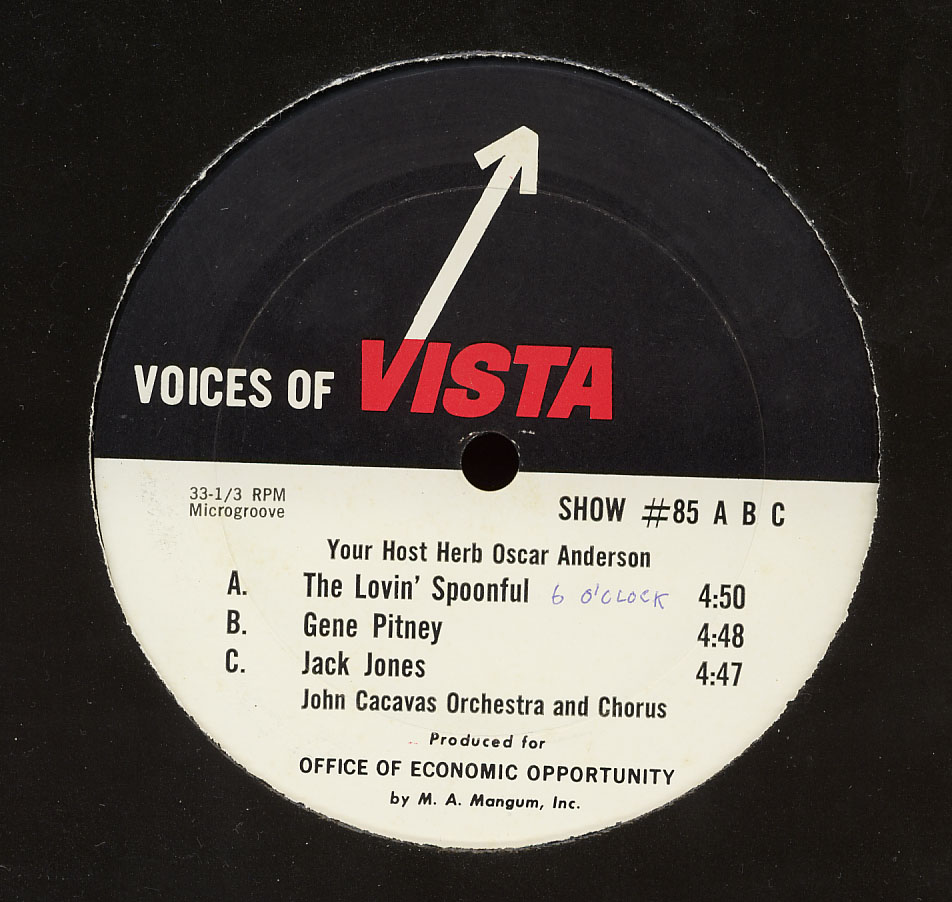 VOICES OF VISTA
33-1/3 RPM
Microgroove
SHOW #85 A B C
Your Host Herb Oscar Anderson
A. The Lovin' Spoonful 6 O'CLOCK 4:50
B. Gene Pitney 4:48
C. Jack Jones 4:47
John Cacavas Orchestra and Chorus
Produced for
OFFICE OF ECONOMIC OPPORTUNITY
by M. A. Mangum, Inc.